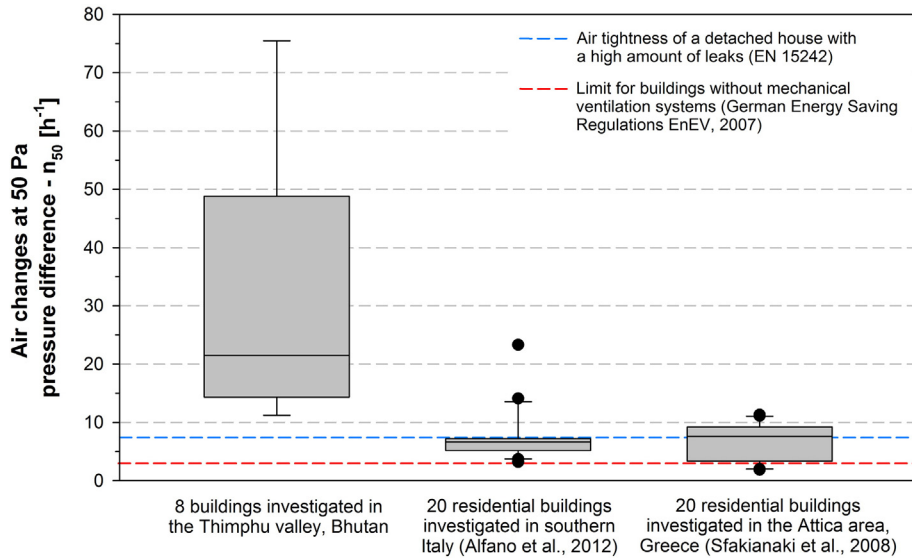 Air changes at 50 Pa
pressure difference - n50 [h-1]
80
70
60
50
40
30
20
10
0
Air tightness of a detached house with
a high amount of leaks (EN 15242)
Limit for buildings without mechanical
ventilation systems (German Energy Saving
Regulations EnEV, 2007)
8 buildings investigated in
the Thimphu valley, Bhutan
20 residential buildings
investigated in southern
Italy (Alfano et al., 2012)
20 residential buildings
investigated in the Attica area,
Greece (Sfakianaki et al., 2008)